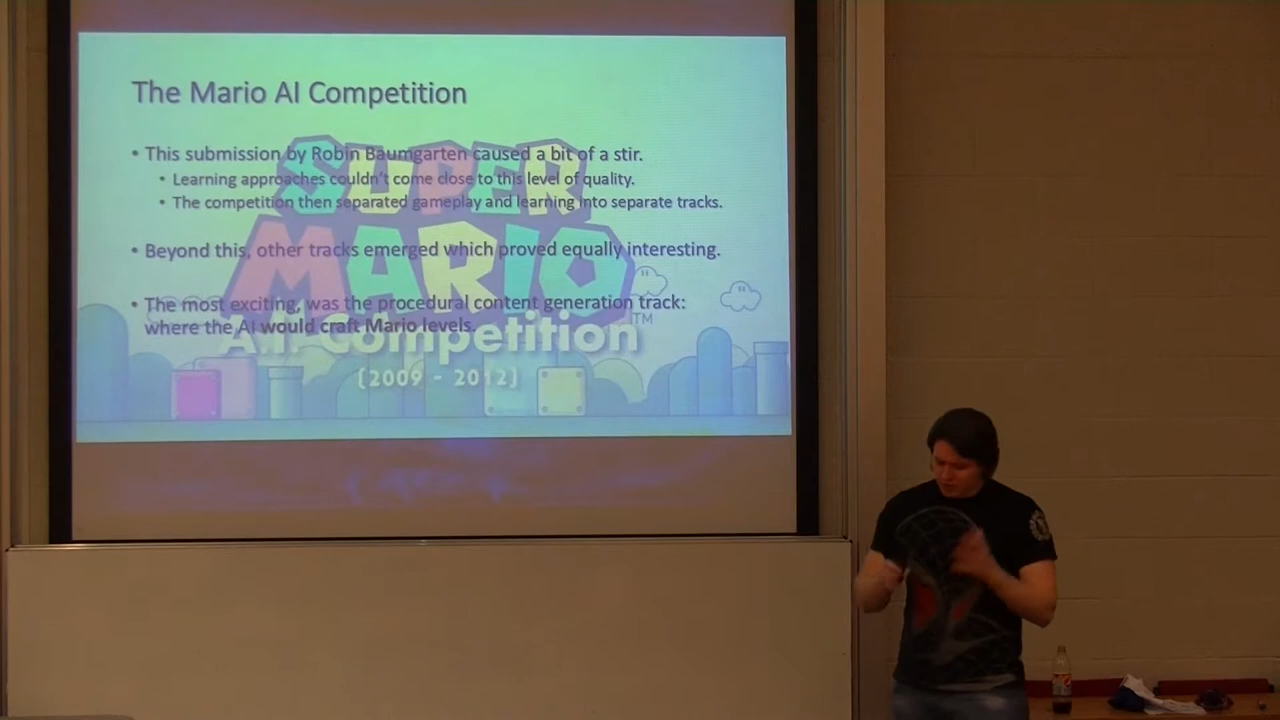 The Mario AI Competition
• This submission by Robin Baumgarten caused a bit of a stir.
• Learning approaches couldn't come close to this level of quality.
• The competition then separated gameplay and learning into separate tracks.
• Beyond this, other tracks emerged which proved equally interesting.
• The most exciting, was the procedural content generation track:
where the AI would craft Mario levels.
SUPER
MARIO
TM
A.I. Competition
(2009 - 2012)